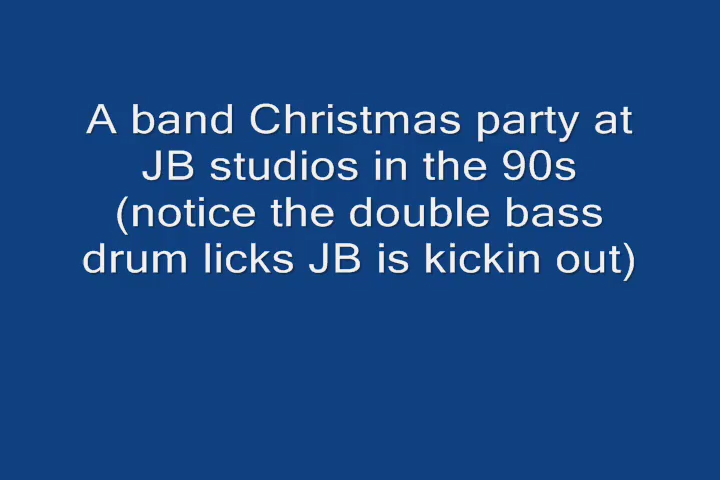 A band Christmas party at
JB studios in the 90s
(notice the double bass
drum licks JB is kickin out)